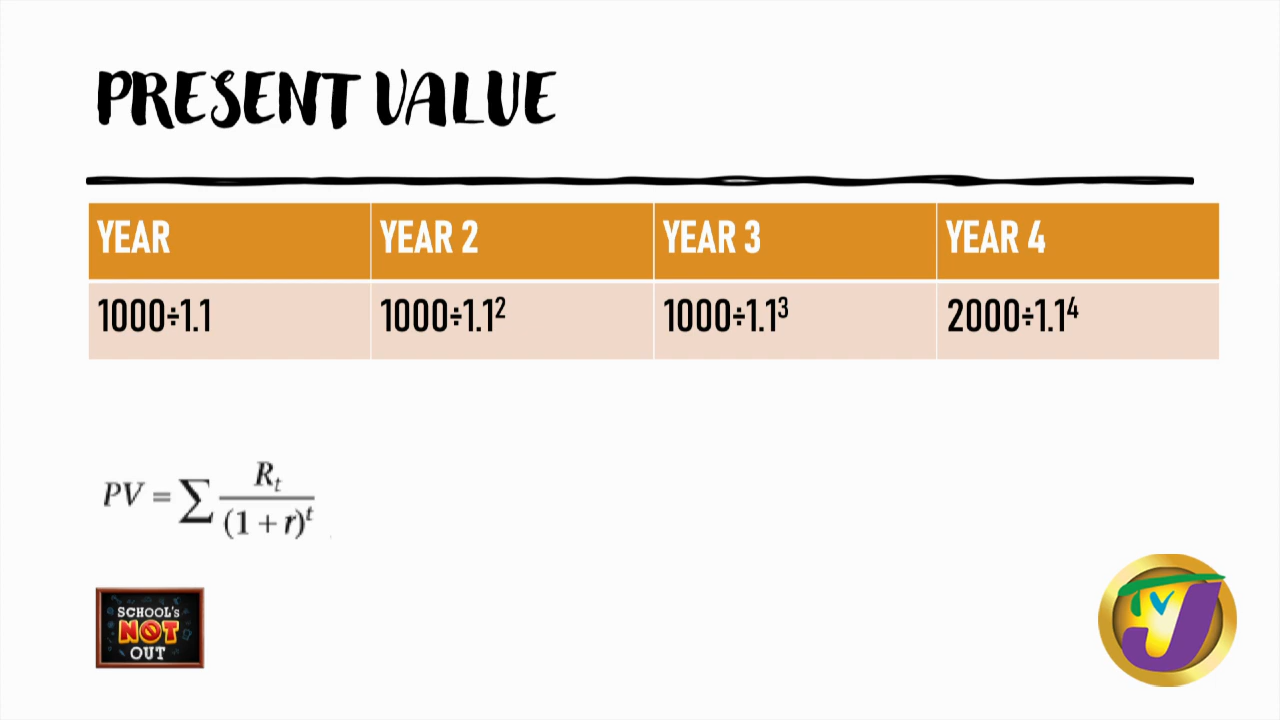 PRESENT VALUE
YEAR YEAR 2 YEAR 3 YEAR 4
1000÷1.1 1000÷1.1² 1000÷1.1³ 2000÷1.1⁴
PV = ∑ Rₜ / (1 + r)ᵗ
SCHOOL'S
NOT
OUT
TVJ